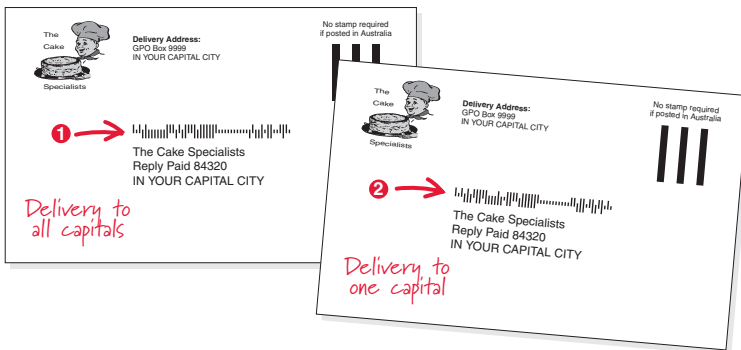 The
Cake
Specialists
Delivery Address:
GPO Box 9999
IN YOUR CAPITAL CITY
No stamp required
if posted in Australia
1
The Cake Specialists
Reply Paid 84320
IN YOUR CAPITAL CITY
Delivery to
all capitals
The
Cake
Specialists
Delivery Address:
GPO Box 9999
IN YOUR CAPITAL CITY
No stamp required
if posted in Australia
2
The Cake Specialists
Reply Paid 84320
IN YOUR CAPITAL CITY
Delivery to
one capital